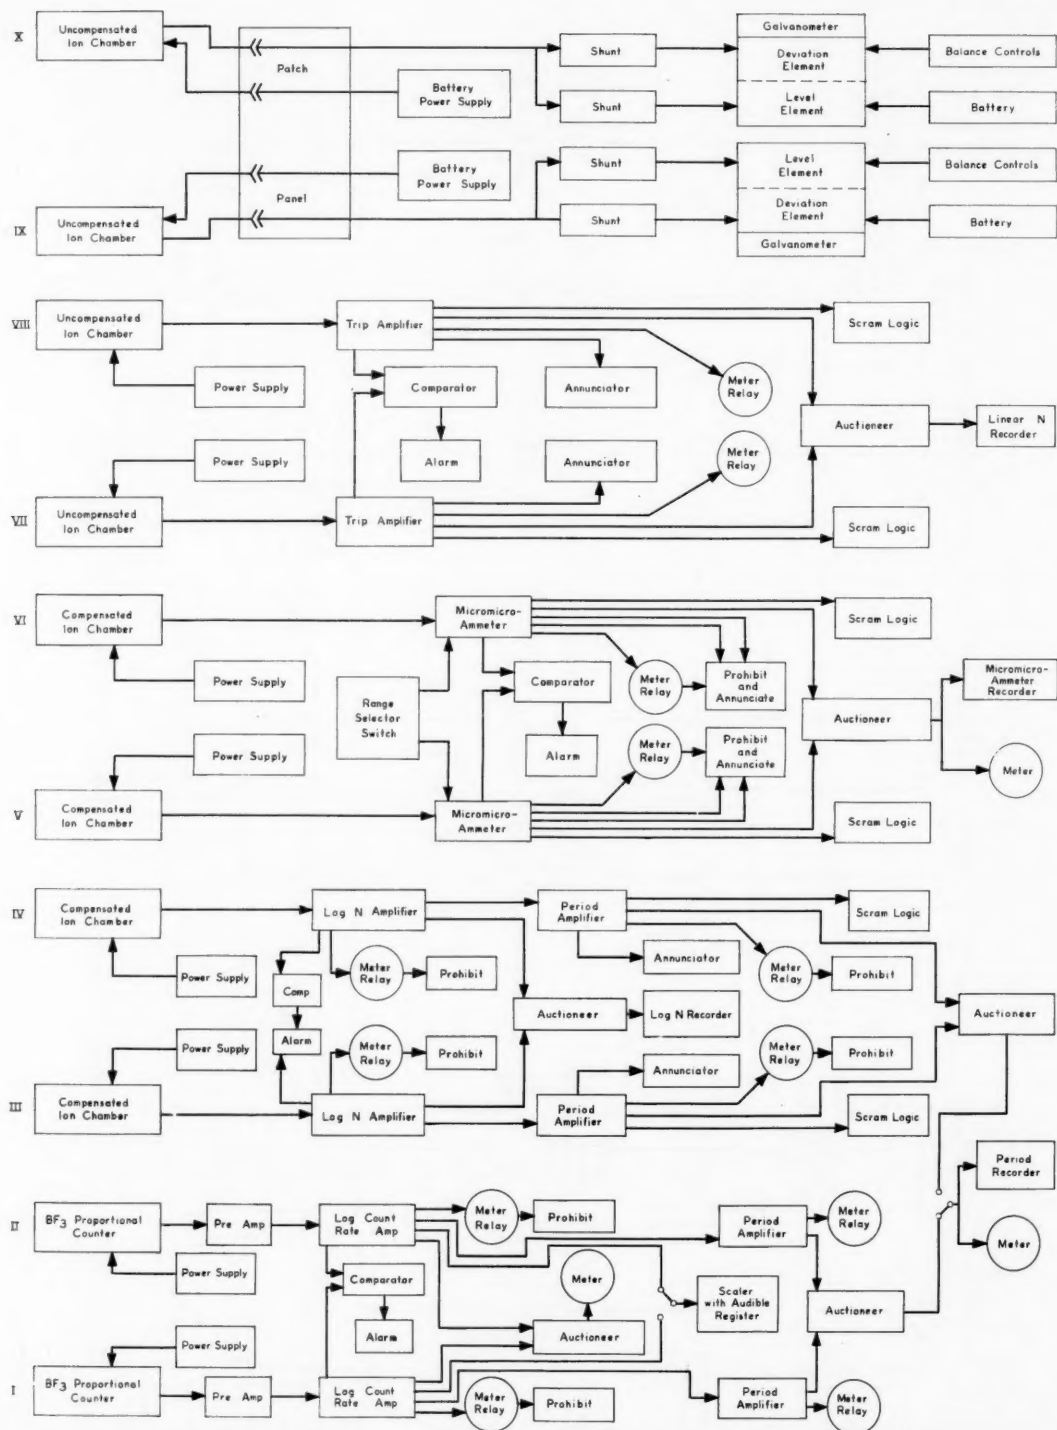 X
Uncompensated
Ion Chamber
Patch
Battery
Power Supply
Shunt
Shunt
Galvanometer
Deviation
Element
Level
Element
Balance Controls
Battery
IX
Uncompensated
Ion Chamber
Panel
Battery
Power Supply
Shunt
Shunt
Level
Element
Deviation
Element
Galvanometer
Balance Controls
Battery
VIII
Uncompensated
Ion Chamber
Trip Amplifier
Scram Logic
Power Supply
Comparator
Annunciator
Meter
Relay
Auctioneer
Linear N
Recorder
Power Supply
Alarm
Annunciator
Meter
Relay
VII
Uncompensated
Ion Chamber
Trip Amplifier
Scram Logic
VI
Compensated
Ion Chamber
Micromicro-
Ammeter
Scram Logic
Power Supply
Range
Selector
Switch
Comparator
Meter
Relay
Prohibit
and
Annunciate
Auctioneer
Micromicro-
Ammeter
Recorder
Power Supply
Alarm
Meter
Relay
Prohibit
and
Annunciate
Meter
V
Compensated
Ion Chamber
Micromicro-
Ammeter
Scram Logic
IV
Compensated
Ion Chamber
Log N Amplifier
Period
Amplifier
Scram Logic
Power Supply
Comp
Meter
Relay
Prohibit
Annunciator
Meter
Relay
Prohibit
Auctioneer
Log N Recorder
Auctioneer
Power Supply
Alarm
Meter
Relay
Prohibit
Annunciator
Meter
Relay
Prohibit
III
Compensated
Ion Chamber
Log N Amplifier
Period
Amplifier
Scram Logic
Period
Recorder
Meter
II
BF3 Proportional
Counter
Pre Amp
Log Count
Rate Amp
Meter
Relay
Prohibit
Period
Amplifier
Meter
Relay
Power Supply
Comparator
Meter
Scaler
with Audible
Register
Auctioneer
Power Supply
Alarm
Auctioneer
I
BF3 Proportional
Counter
Pre Amp
Log Count
Rate Amp
Meter
Relay
Prohibit
Period
Amplifier
Meter
Relay